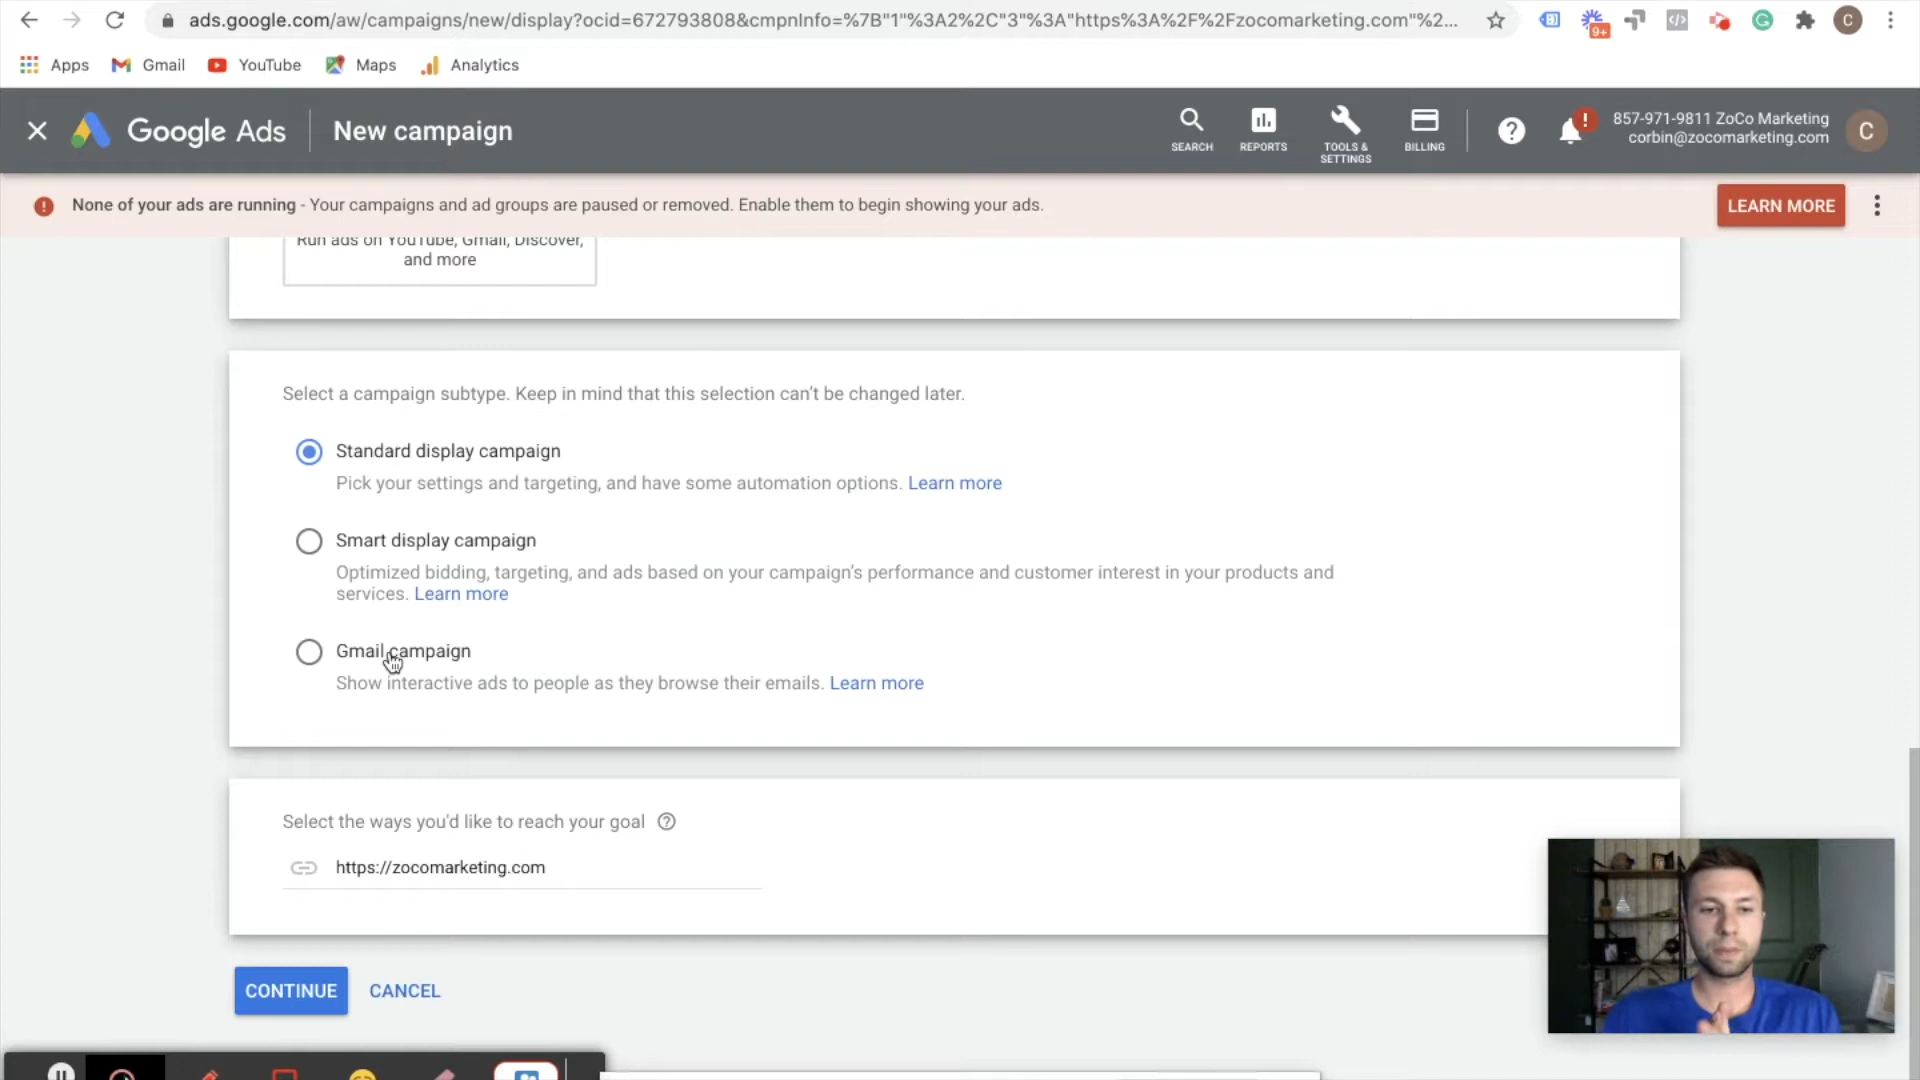 ads.google.com/aw/campaigns/new/display?ocid=672793808&cmpnInfo=%7B"1"%3A2%2C"3"%3A"https%3A%2F%2Fzocomarketing.com"%2...
9+
C
Apps
Gmail
YouTube
Maps
Analytics
Google Ads
New campaign
SEARCH
REPORTS
TOOLS &
SETTINGS
BILLING
857-971-9811 ZoCo Marketing
corbin@zocomarketing.com
C
None of your ads are running - Your campaigns and ad groups are paused or removed. Enable them to begin showing your ads.
LEARN MORE
Run ads on YouTube, Gmail, Discover,
and more
Select a campaign subtype. Keep in mind that this selection can't be changed later.
Standard display campaign
Pick your settings and targeting, and have some automation options. Learn more
Smart display campaign
Optimized bidding, targeting, and ads based on your campaign's performance and customer interest in your products and
services. Learn more
Gmail campaign
Show interactive ads to people as they browse their emails. Learn more
Select the ways you'd like to reach your goal
https://zocomarketing.com
CONTINUE
CANCEL